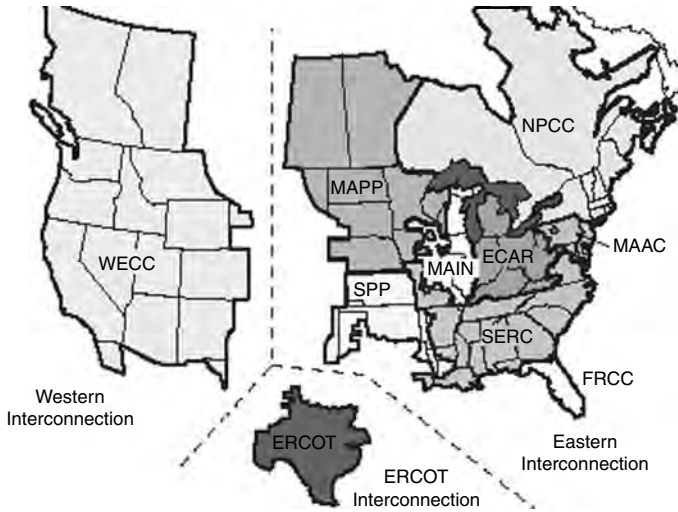 NPCC
MAPP
MAAC
WECC
MAIN
ECAR
SPP
SERC
FRCC
Western
Interconnection
ERCOT
ERCOT
Interconnection
Eastern
Interconnection